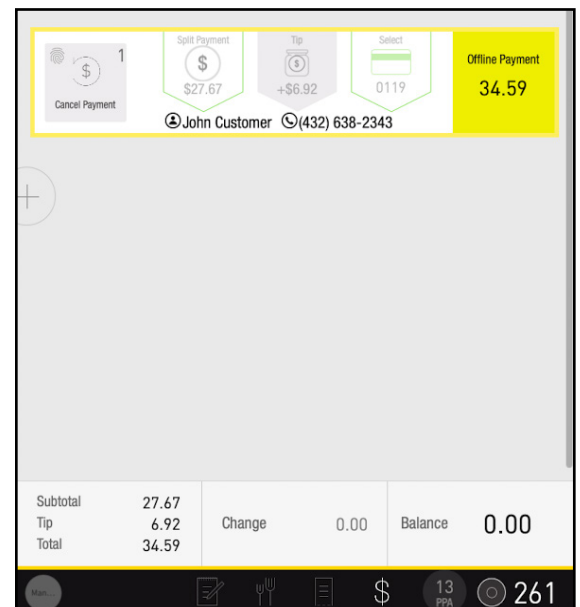 1
Cancel Payment
Split Payment
$
$27.67
Tip
$
+$6.92
Select
0119
Offline Payment
34.59
John Customer (432) 638-2343
Subtotal 27.67
Tip 6.92
Total 34.59
Change 0.00
Balance 0.00
Man...
$
13
PPA
261